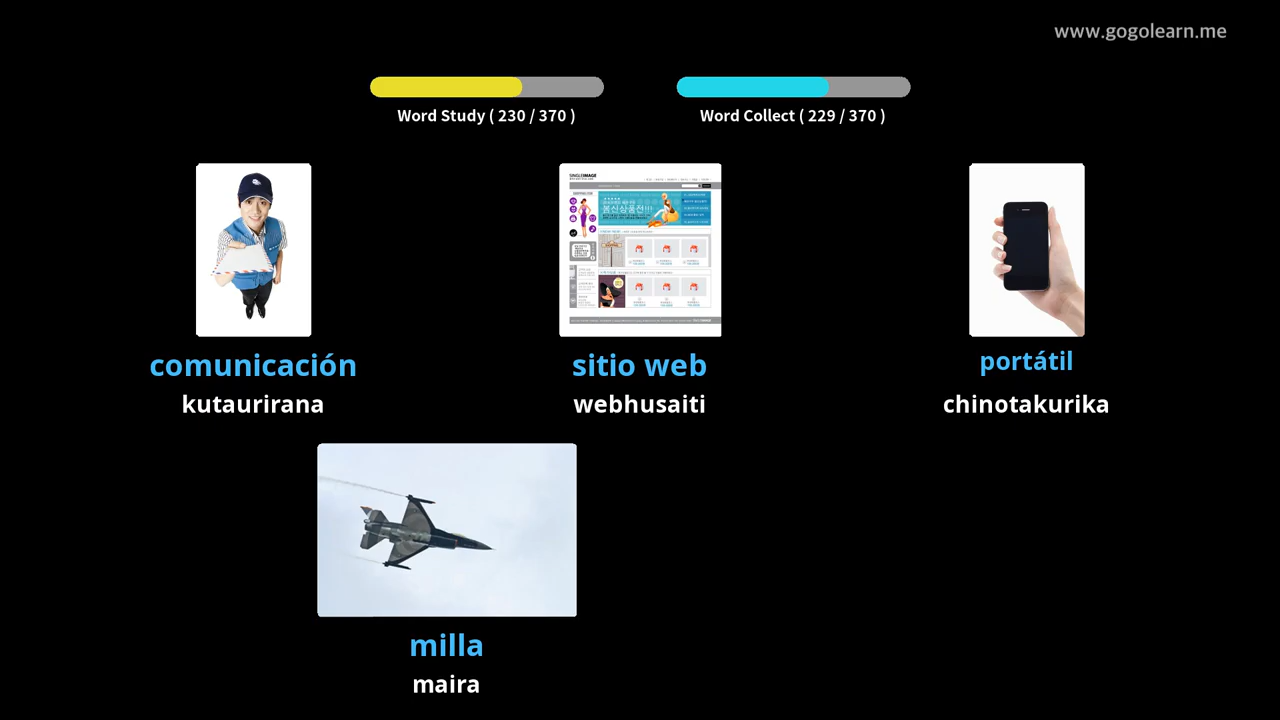 www.gogolearn.me
Word Study ( 230 / 370 )
Word Collect ( 229 / 370 )
comunicación
kutaurirana
sitio web
webhusaiti
portátil
chinotakurika
milla
maira